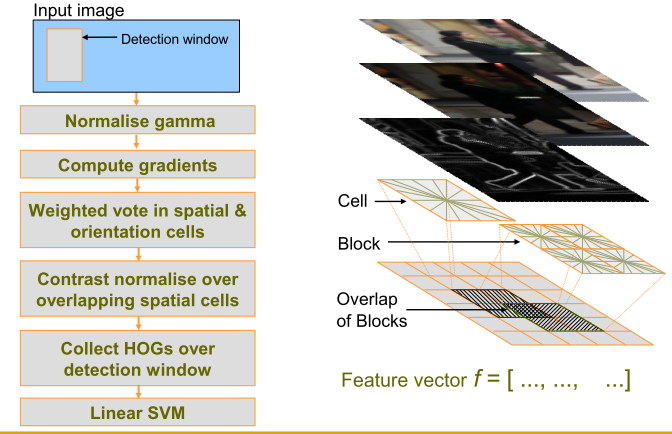 Input image
Detection window
Normalise gamma
Compute gradients
Weighted vote in spatial &
orientation cells
Contrast normalise over
overlapping spatial cells
Collect HOGs over
detection window
Linear SVM
Cell
Block
Overlap
of Blocks
Feature vector f = [ ..., ..., ...]